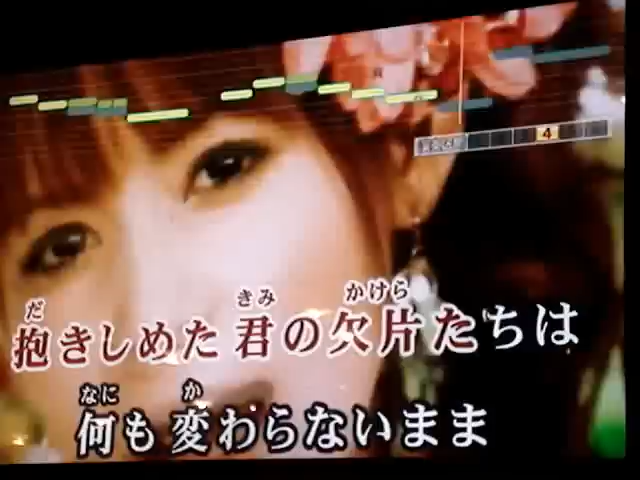 だ きみ かけら
抱きしめた 君の欠片たちは
なに か
何も変わらないまま
4